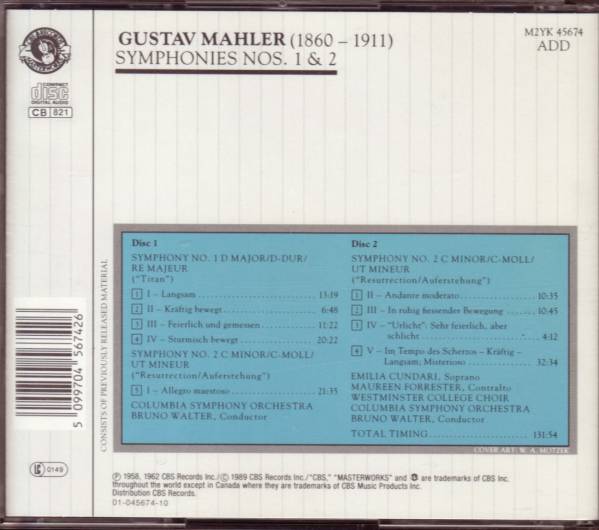 GUSTAV MAHLER (1860 – 1911)
SYMPHONIES NOS. 1 & 2
M2YK 45674
ADD
COMPACT
disc
DIGITAL AUDIO
CB 821
Disc 1
SYMPHONY NO. 1 D MAJOR/D-DUR/
RE MAJEUR
("Titan")
1 I – Langsam 13:19
2 II – Kräftig bewegt 6:48
3 III – Feierlich und gemessen 11:22
4 IV – Sturmisch bewegt 20:22
SYMPHONY NO. 2 C MINOR/C-MOLL/
UT MINEUR
("Resurrection/Auferstehung")
5 I – Allegro maestoso 21:35
COLUMBIA SYMPHONY ORCHESTRA
BRUNO WALTER, Conductor
Disc 2
SYMPHONY NO. 2 C MINOR/C-MOLL/
UT MINEUR
("Resurrection/Auferstehung")
1 II – Andante moderato 10:35
2 III – In ruhig fliessender Bewegung 10:45
3 IV – "Urlicht": Sehr feierlich, aber
schlicht 4:12
4 V – Im Tempo des Scherzos – Kräftig –
Langsam; Misterioso 32:34
EMILIA CUNDARI, Soprano
MAUREEN FORRESTER, Contralto
WESTMINSTER COLLEGE CHOIR
COLUMBIA SYMPHONY ORCHESTRA
BRUNO WALTER, Conductor
TOTAL TIMING 131:54
COVER ART: W. A. MOTZEK
CONSISTS OF PREVIOUSLY RELEASED MATERIAL
5 099704 567426
0149
℗ 1958, 1962 CBS Records Inc./© 1989 CBS Records Inc./"CBS," "MASTERWORKS" and are trademarks of CBS Inc.
throughout the world except in Canada where they are trademarks of CBS Music Products Inc.
Distribution CBS Records.
01-045674-10